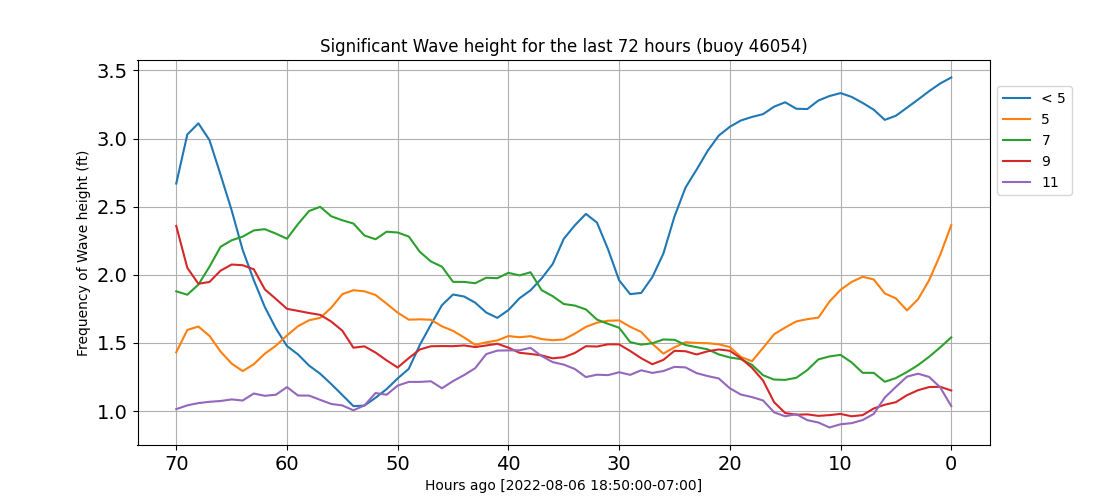 Significant Wave height for the last 72 hours (buoy 46054)
Frequency of Wave height (ft)
3.5
3.0
2.5
2.0
1.5
1.0
70 60 50 40 30 20 10 0
Hours ago [2022-08-06 18:50:00-07:00]
< 5
5
7
9
11